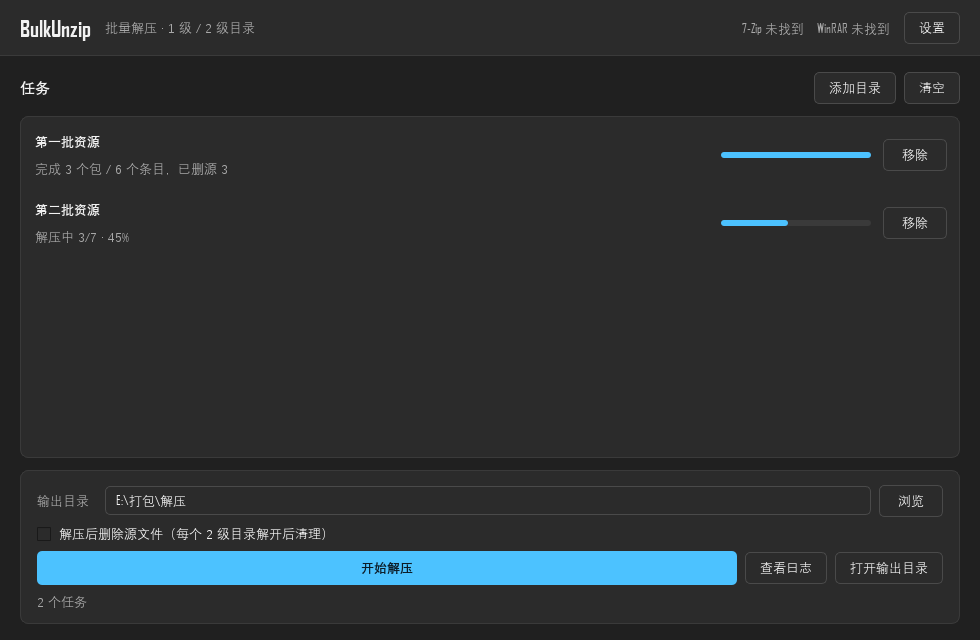 BulkUnzip 批量解压 · 1 级 / 2 级目录 7-Zip 未找到 WinRAR 未找到 设置
任务 添加目录 清空
第一批资源
完成 3 个包 / 6 个条目，已删源 3 移除
第二批资源
解压中 3/7 · 45% 移除
输出目录 E:\打包\解压 浏览
解压后删除源文件（每个 2 级目录解开后清理）
开始解压 查看日志 打开输出目录
2 个任务